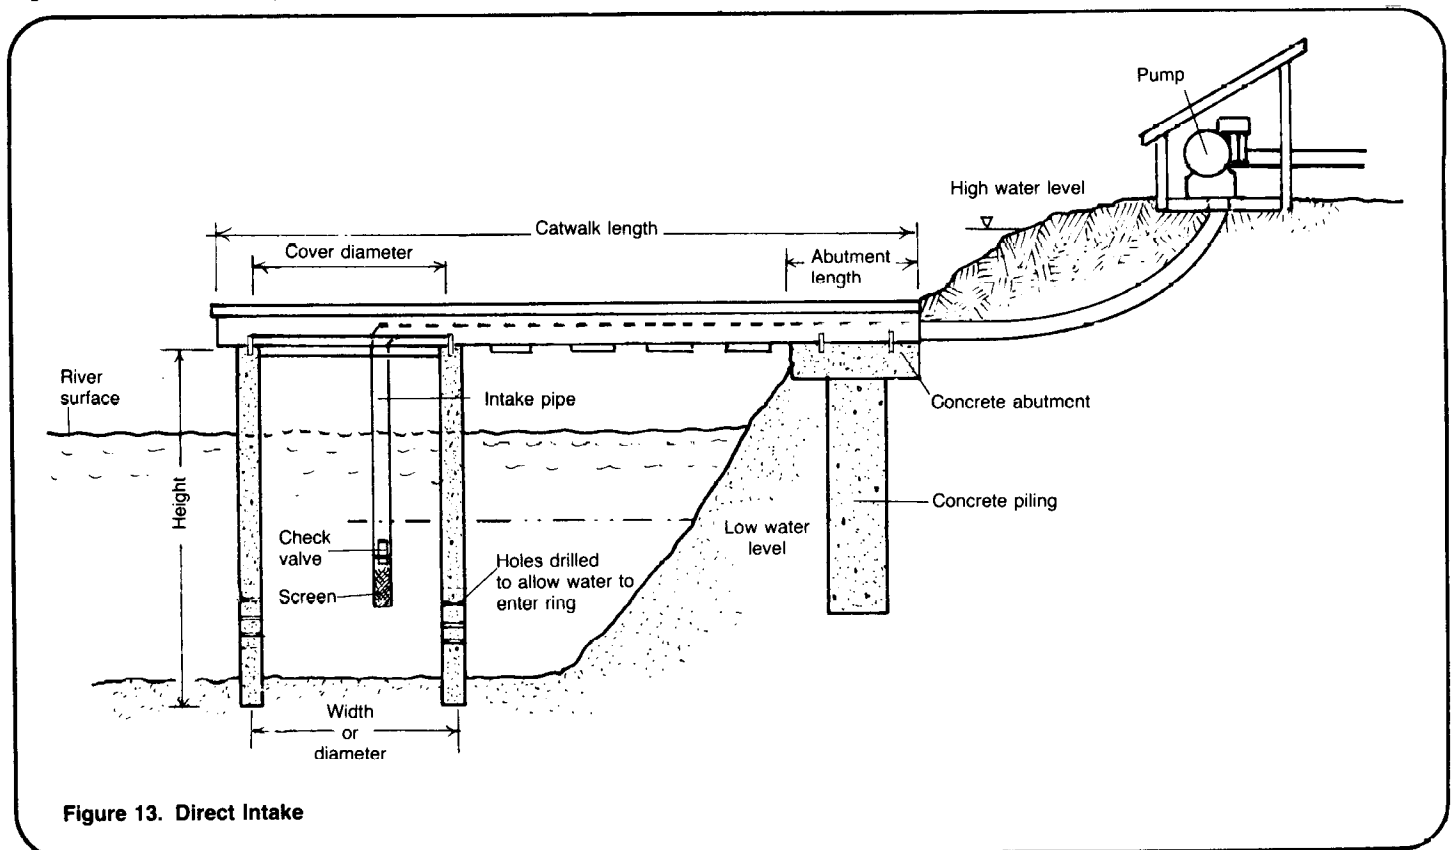 Pump
High water level
Catwalk length
Cover diameter
Abutment
length
River
surface
Intake pipe
Concrete abutment
Height
Concrete piling
Low water
level
Check
valve
Holes drilled
to allow water to
enter ring
Screen
Width
or
diameter
Figure 13. Direct Intake